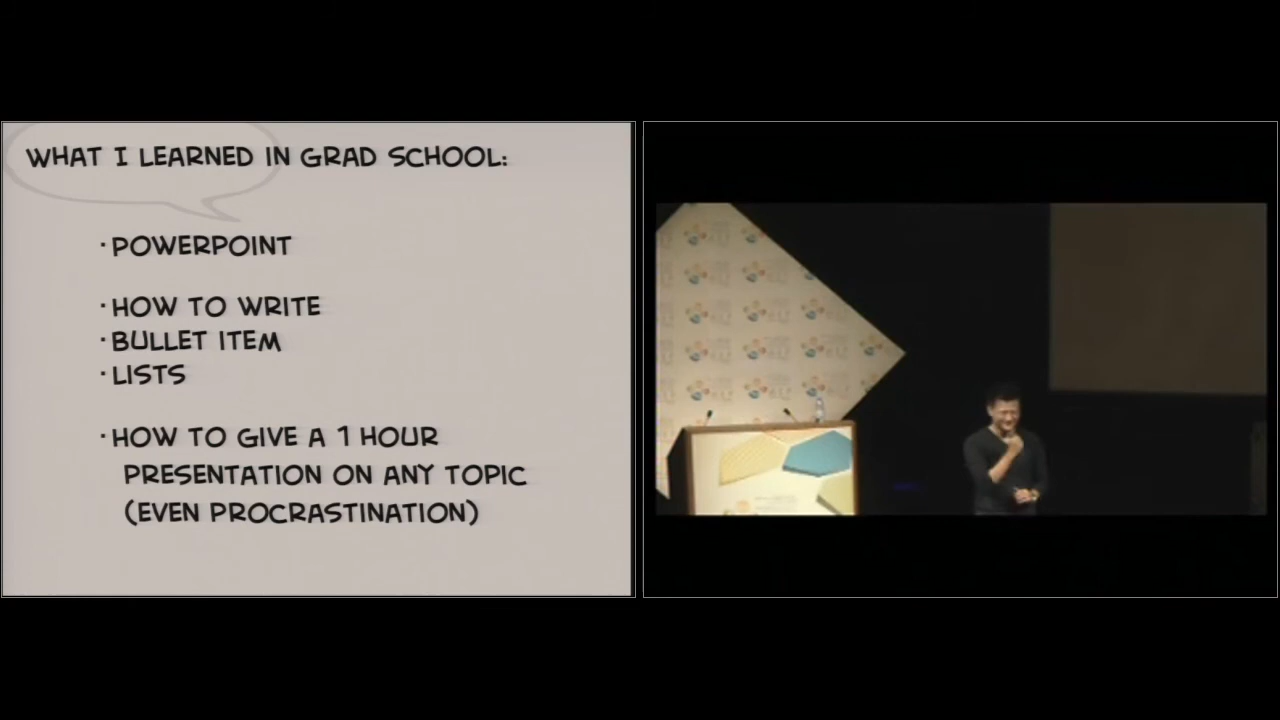 WHAT I LEARNED IN GRAD SCHOOL:
· POWERPOINT
· HOW TO WRITE
· BULLET ITEM
· LISTS
· HOW TO GIVE A 1 HOUR
PRESENTATION ON ANY TOPIC
(EVEN PROCRASTINATION)